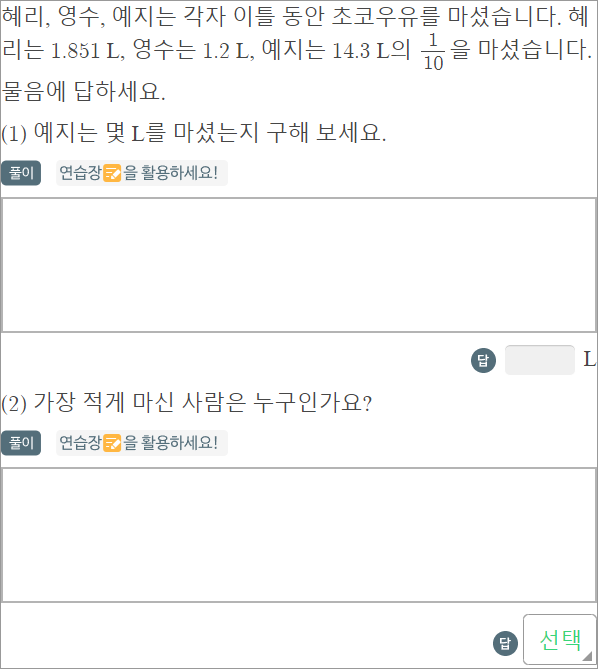 혜리, 영수, 예지는 각자 이틀 동안 초코우유를 마셨습니다. 혜
리는 1.851 L, 영수는 1.2 L, 예지는 14.3 L의 1/10 을 마셨습니다.
물음에 답하세요.
(1) 예지는 몇 L를 마셨는지 구해 보세요.
풀이 연습장 을 활용하세요!
답 L
(2) 가장 적게 마신 사람은 누구인가요?
풀이 연습장 을 활용하세요!
답 선택